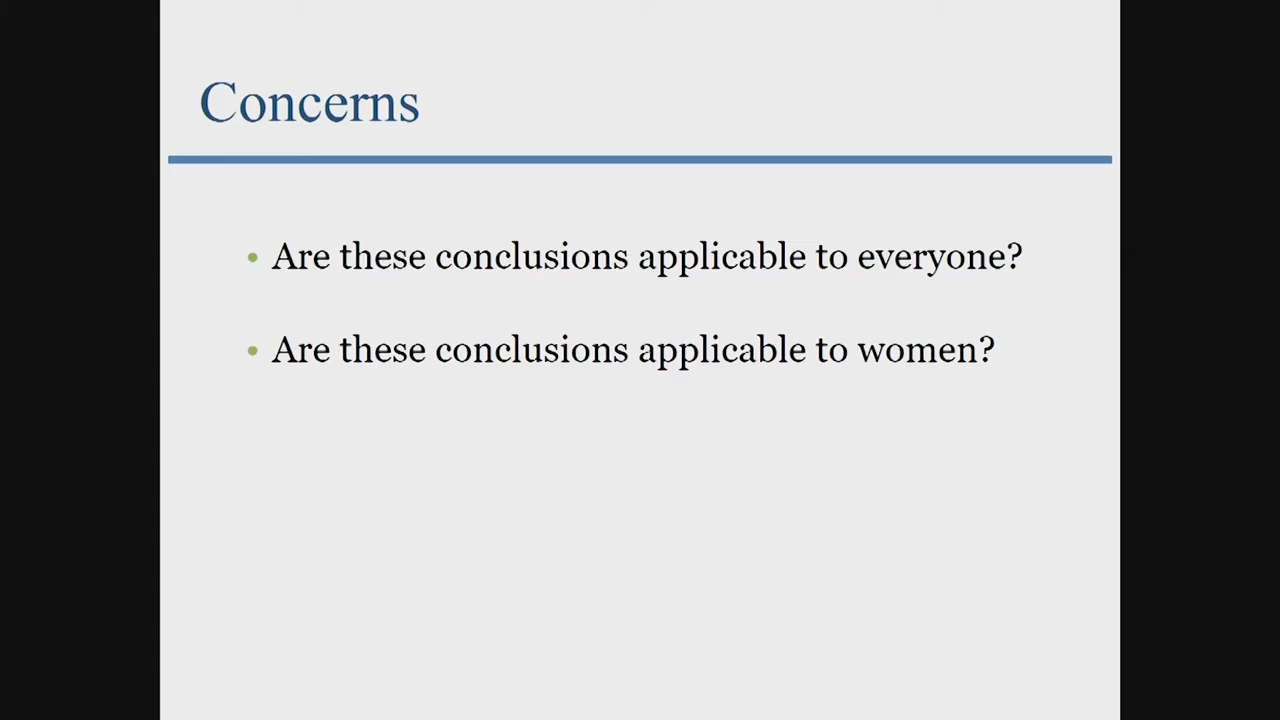 Concerns
• Are these conclusions applicable to everyone?
• Are these conclusions applicable to women?